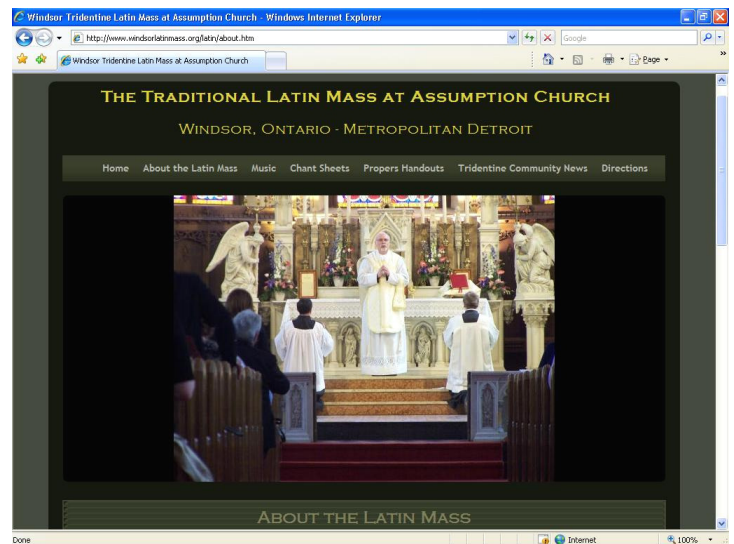 Windsor Tridentine Latin Mass at Assumption Church - Windows Internet Explorer
http://www.windsorlatinmass.org/latin/about.htm
Google
Windsor Tridentine Latin Mass at Assumption Church
Page
THE TRADITIONAL LATIN MASS AT ASSUMPTION CHURCH
WINDSOR, ONTARIO - METROPOLITAN DETROIT
Home About the Latin Mass Music Chant Sheets Propers Handouts Tridentine Community News Directions
ABOUT THE LATIN MASS
Done Internet 100%